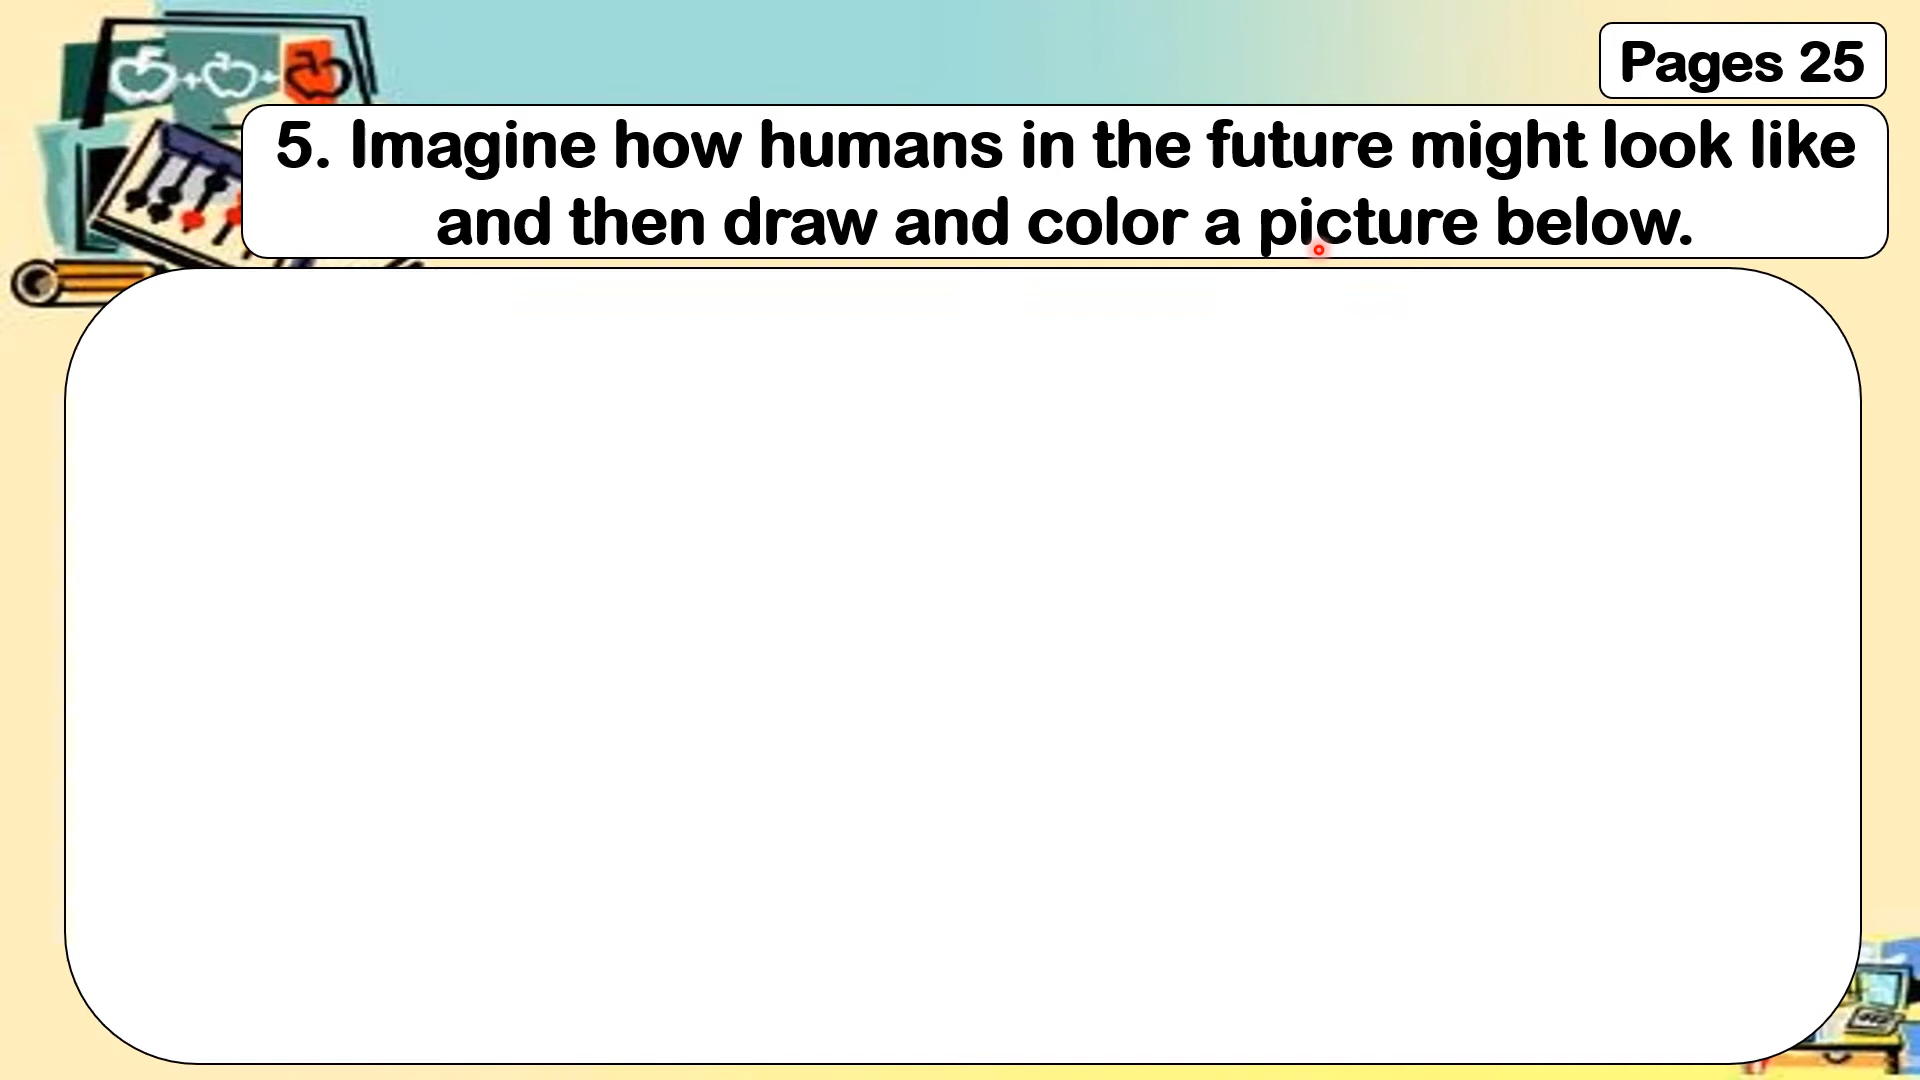 Pages 25
5. Imagine how humans in the future might look like
and then draw and color a picture below.